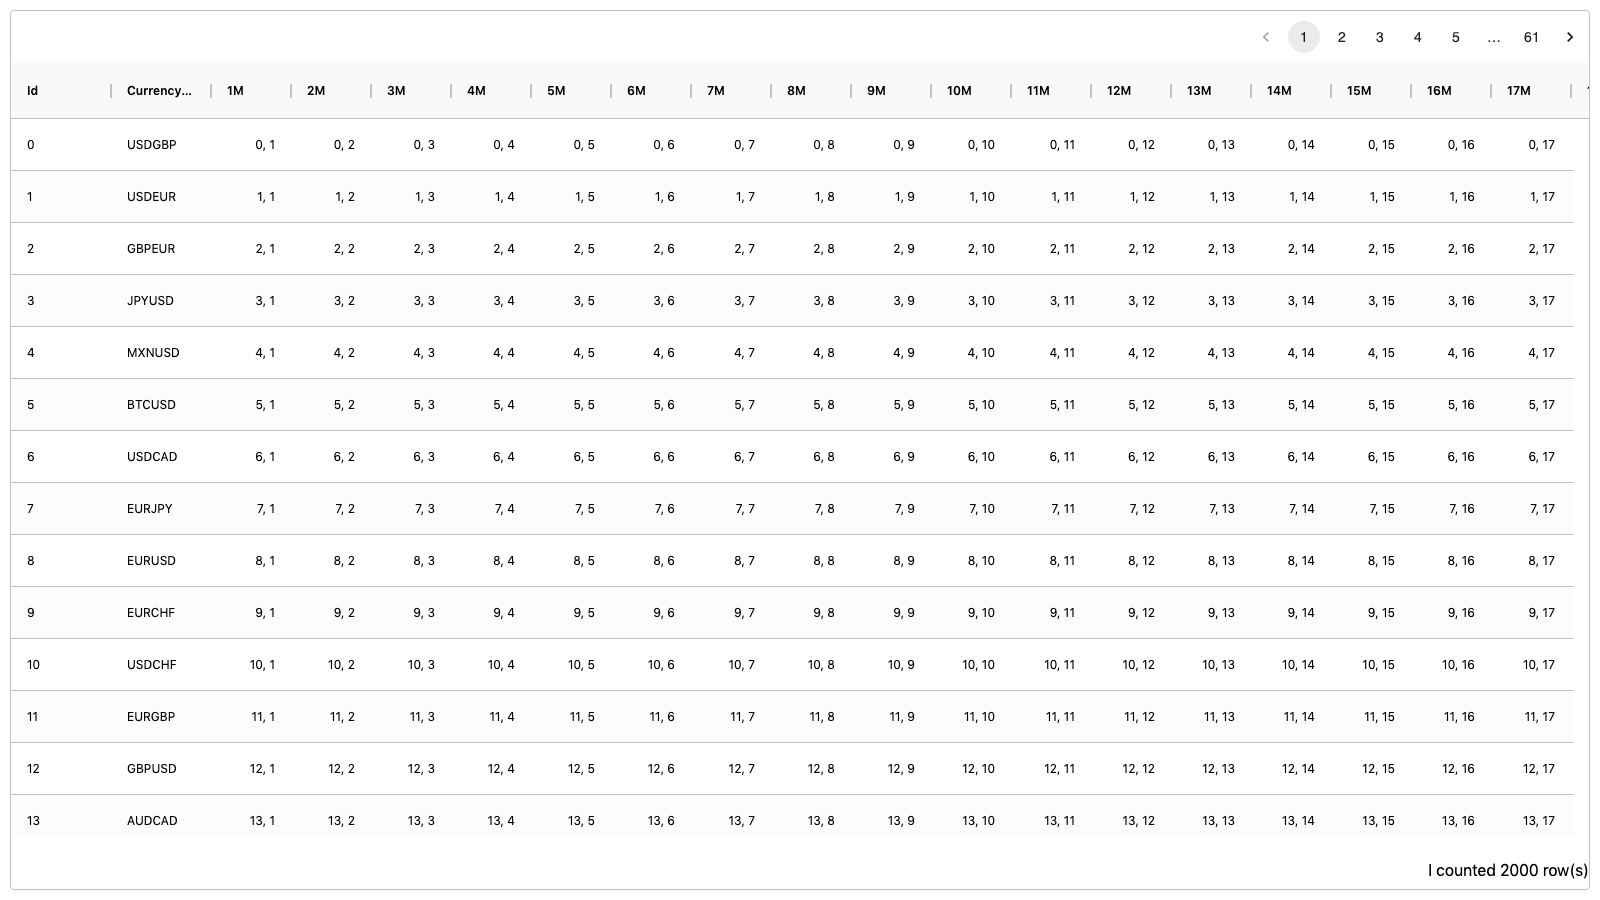 1 2 3 4 5 ... 61
Id Currency... 1M 2M 3M 4M 5M 6M 7M 8M 9M 10M 11M 12M 13M 14M 15M 16M 17M
0 USDGBP 0, 1 0, 2 0, 3 0, 4 0, 5 0, 6 0, 7 0, 8 0, 9 0, 10 0, 11 0, 12 0, 13 0, 14 0, 15 0, 16 0, 17
1 USDEUR 1, 1 1, 2 1, 3 1, 4 1, 5 1, 6 1, 7 1, 8 1, 9 1, 10 1, 11 1, 12 1, 13 1, 14 1, 15 1, 16 1, 17
2 GBPEUR 2, 1 2, 2 2, 3 2, 4 2, 5 2, 6 2, 7 2, 8 2, 9 2, 10 2, 11 2, 12 2, 13 2, 14 2, 15 2, 16 2, 17
3 JPYUSD 3, 1 3, 2 3, 3 3, 4 3, 5 3, 6 3, 7 3, 8 3, 9 3, 10 3, 11 3, 12 3, 13 3, 14 3, 15 3, 16 3, 17
4 MXNUSD 4, 1 4, 2 4, 3 4, 4 4, 5 4, 6 4, 7 4, 8 4, 9 4, 10 4, 11 4, 12 4, 13 4, 14 4, 15 4, 16 4, 17
5 BTCUSD 5, 1 5, 2 5, 3 5, 4 5, 5 5, 6 5, 7 5, 8 5, 9 5, 10 5, 11 5, 12 5, 13 5, 14 5, 15 5, 16 5, 17
6 USDCAD 6, 1 6, 2 6, 3 6, 4 6, 5 6, 6 6, 7 6, 8 6, 9 6, 10 6, 11 6, 12 6, 13 6, 14 6, 15 6, 16 6, 17
7 EURJPY 7, 1 7, 2 7, 3 7, 4 7, 5 7, 6 7, 7 7, 8 7, 9 7, 10 7, 11 7, 12 7, 13 7, 14 7, 15 7, 16 7, 17
8 EURUSD 8, 1 8, 2 8, 3 8, 4 8, 5 8, 6 8, 7 8, 8 8, 9 8, 10 8, 11 8, 12 8, 13 8, 14 8, 15 8, 16 8, 17
9 EURCHF 9, 1 9, 2 9, 3 9, 4 9, 5 9, 6 9, 7 9, 8 9, 9 9, 10 9, 11 9, 12 9, 13 9, 14 9, 15 9, 16 9, 17
10 USDCHF 10, 1 10, 2 10, 3 10, 4 10, 5 10, 6 10, 7 10, 8 10, 9 10, 10 10, 11 10, 12 10, 13 10, 14 10, 15 10, 16 10, 17
11 EURGBP 11, 1 11, 2 11, 3 11, 4 11, 5 11, 6 11, 7 11, 8 11, 9 11, 10 11, 11 11, 12 11, 13 11, 14 11, 15 11, 16 11, 17
12 GBPUSD 12, 1 12, 2 12, 3 12, 4 12, 5 12, 6 12, 7 12, 8 12, 9 12, 10 12, 11 12, 12 12, 13 12, 14 12, 15 12, 16 12, 17
13 AUDCAD 13, 1 13, 2 13, 3 13, 4 13, 5 13, 6 13, 7 13, 8 13, 9 13, 10 13, 11 13, 12 13, 13 13, 14 13, 15 13, 16 13, 17
I counted 2000 row(s)